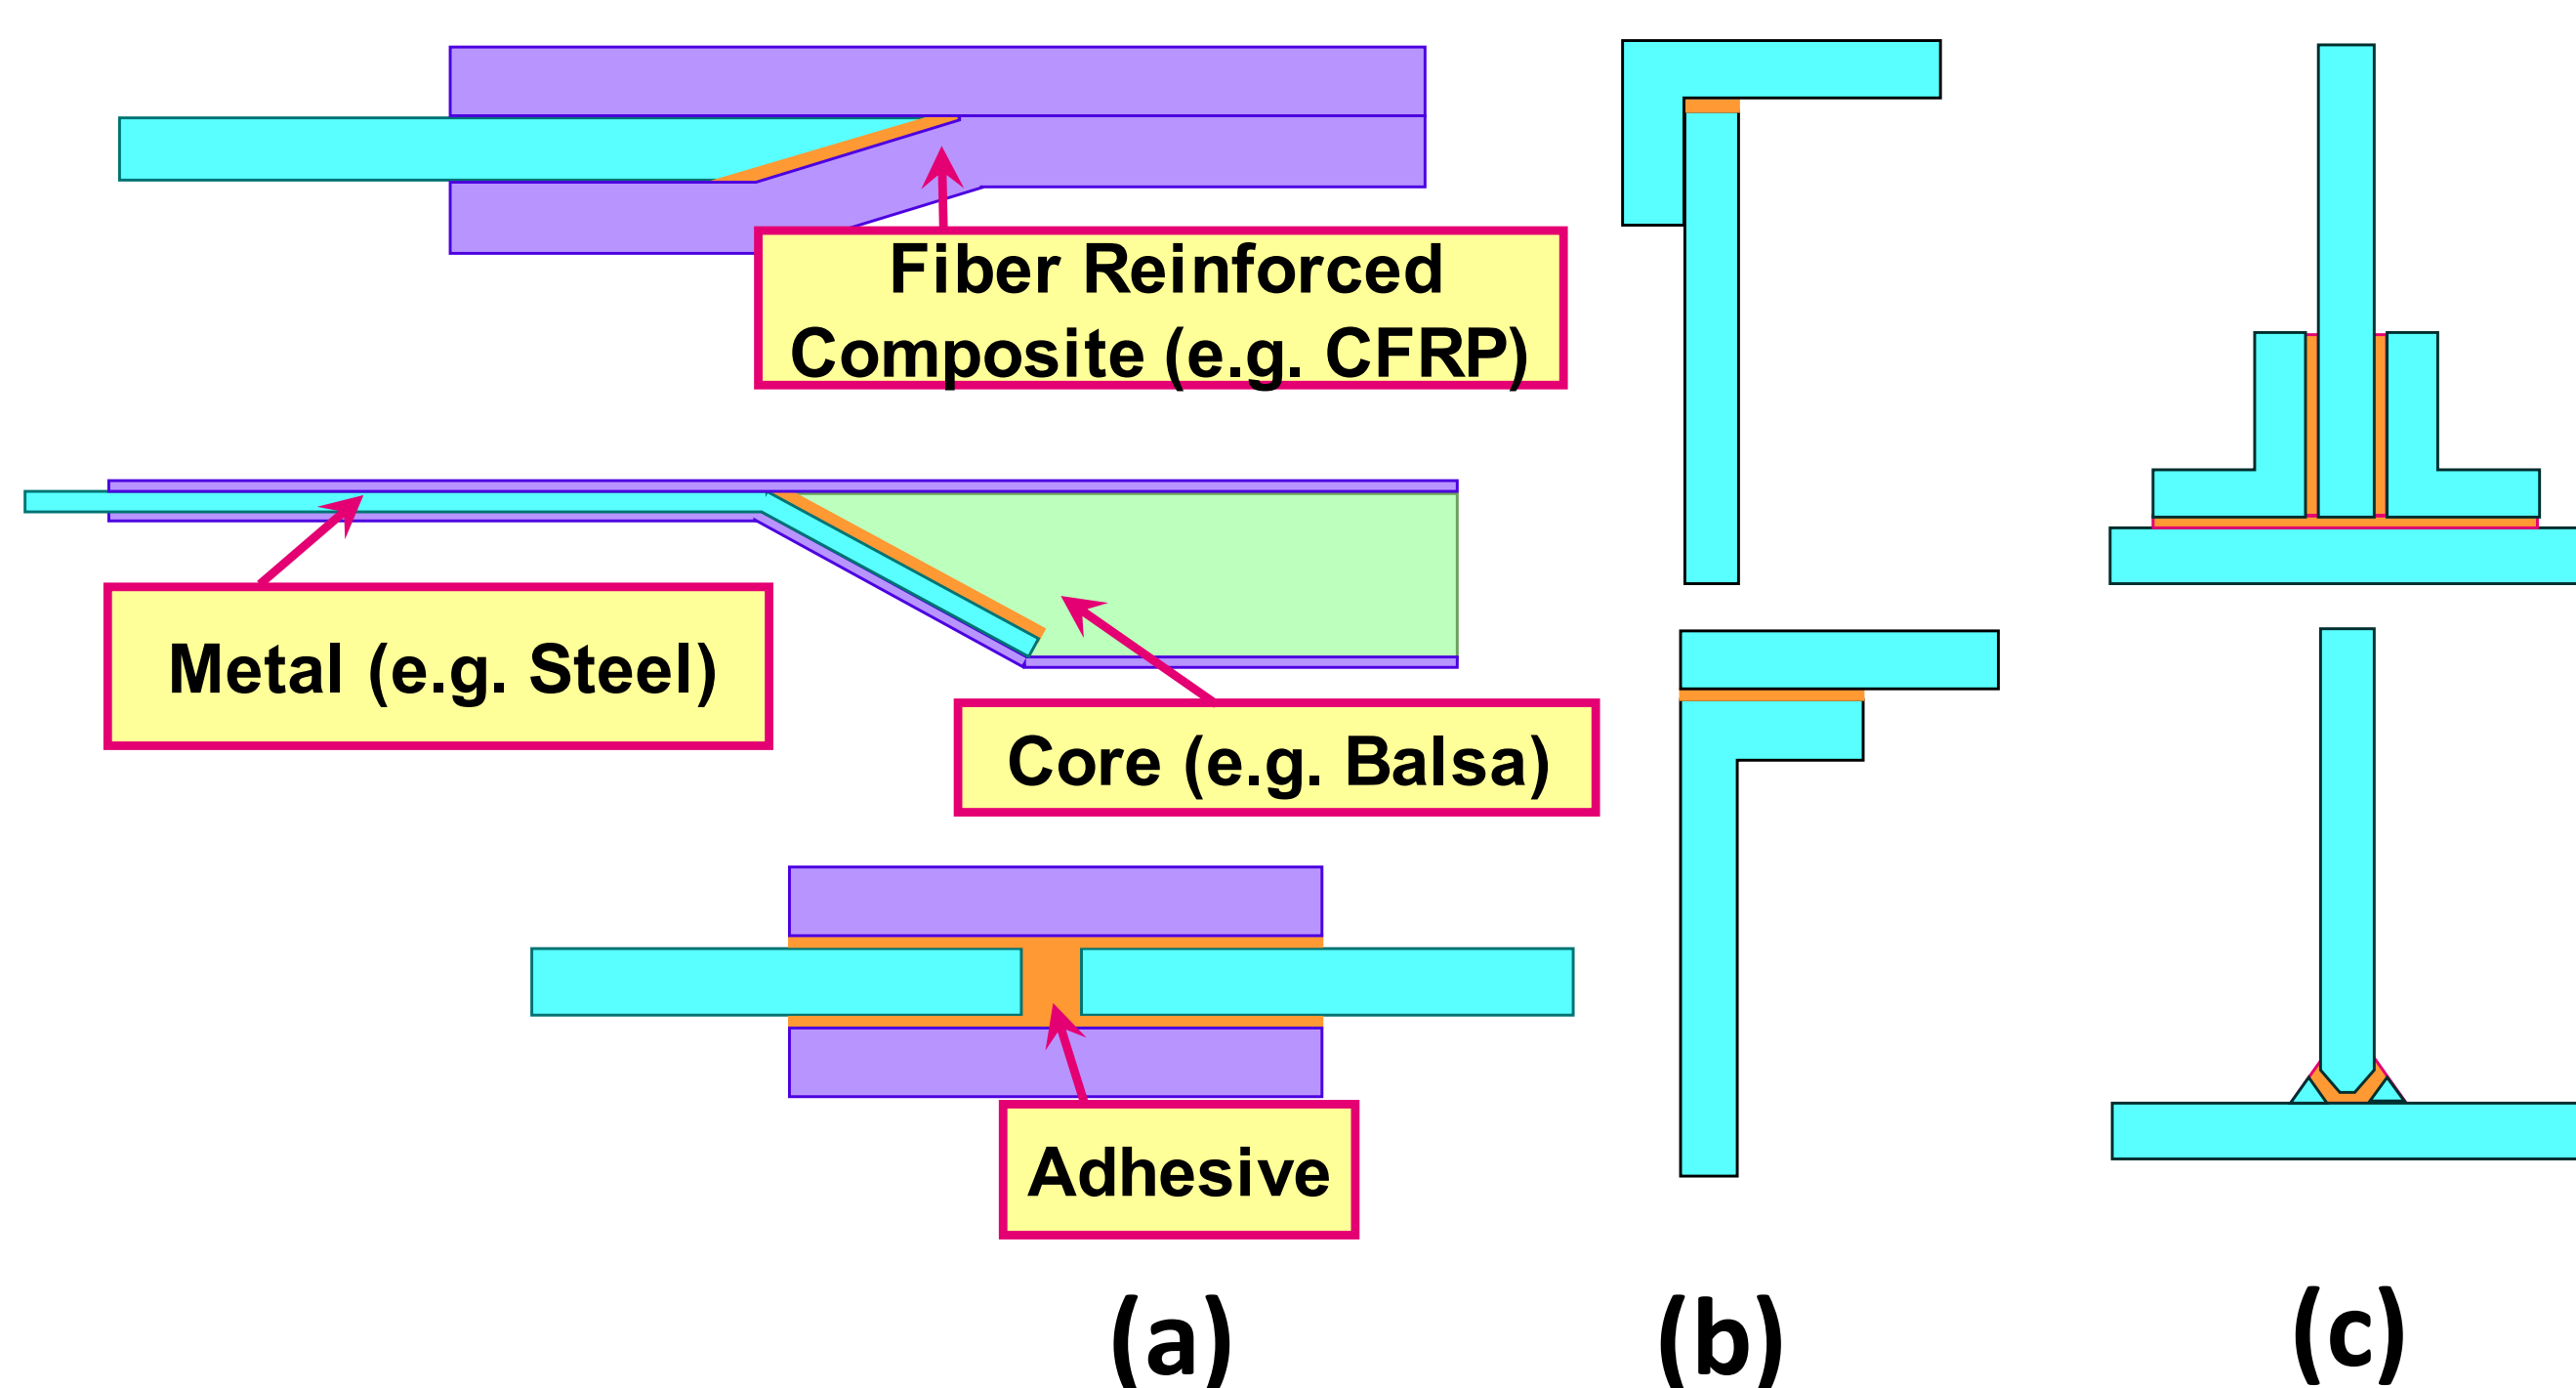 Fiber Reinforced
Composite (e.g. CFRP)
Metal (e.g. Steel)
Core (e.g. Balsa)
Adhesive
(a)
(b)
(c)